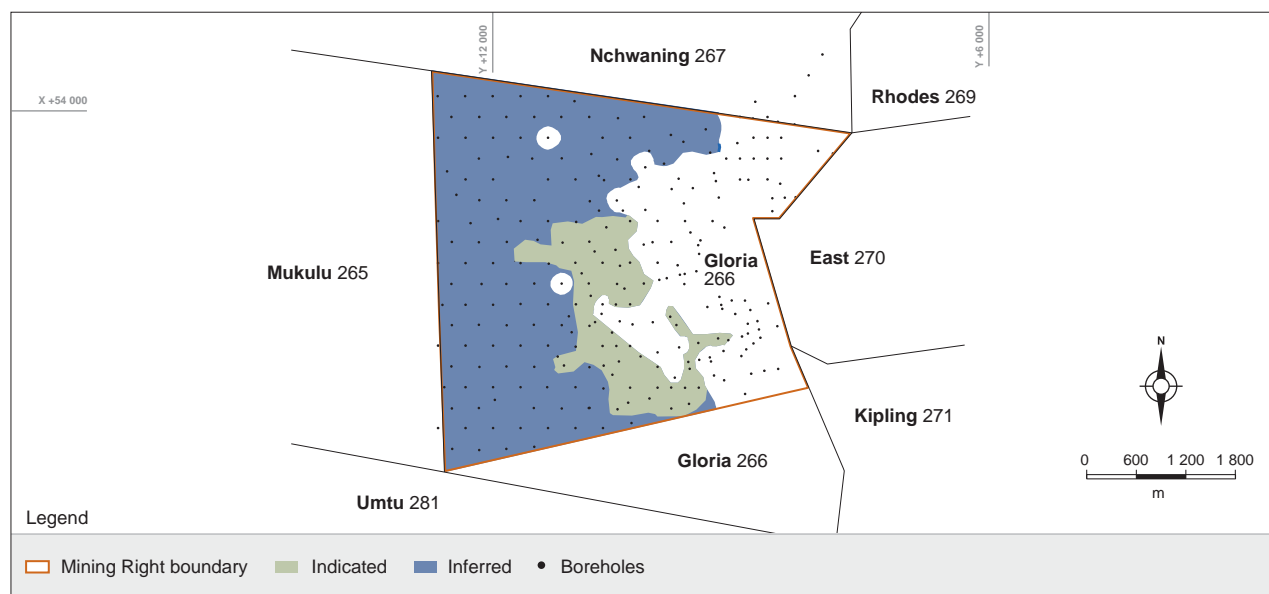 Y +12 000
Y +6 000
Nchwaning 267
X +54 000
Rhodes 269
Mukulu 265
Gloria
266
East 270
N
Kipling 271
Gloria 266
0 600 1 200 1 800
m
Umtu 281
Legend
Mining Right boundary Indicated Inferred Boreholes